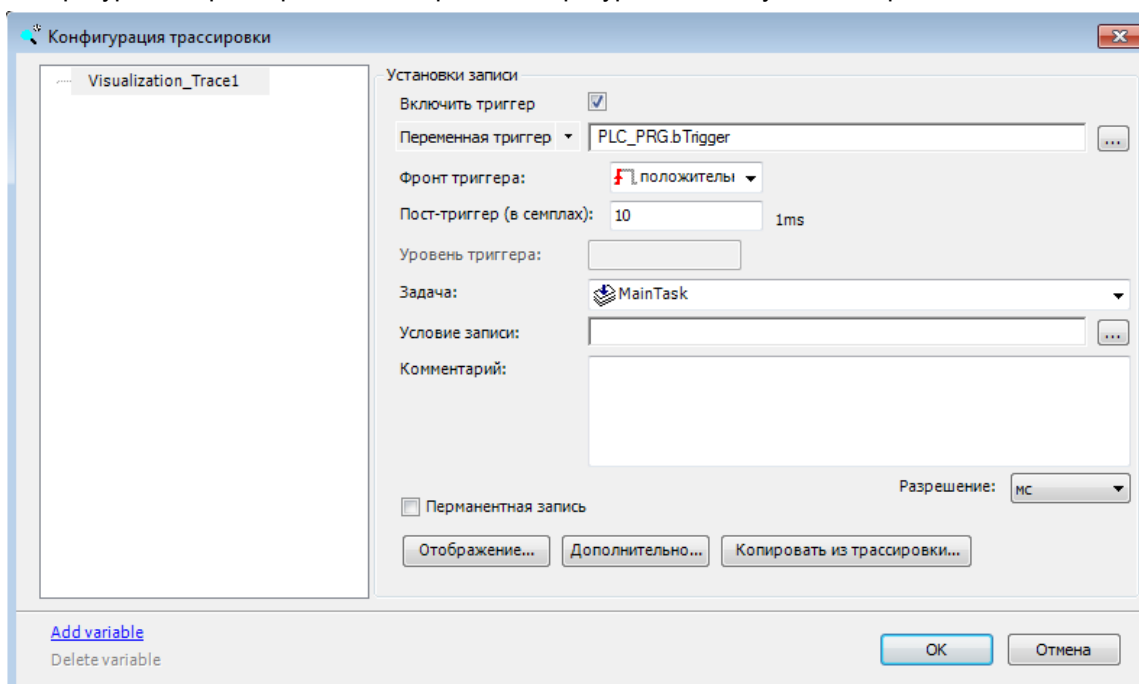 Конфигурация трассировки
Visualization_Trace1
Установки записи
Включить триггер
Переменная триггер PLC_PRG.bTrigger ...
Фронт триггера: положителы
Пост-триггер (в семплах): 10 1ms
Уровень триггера:
Задача: MainTask
Условие записи: ...
Комментарий:
Разрешение: мс
Перманентная запись
Отображение... Дополнительно... Копировать из трассировки...
Add variable
Delete variable
OK Отмена